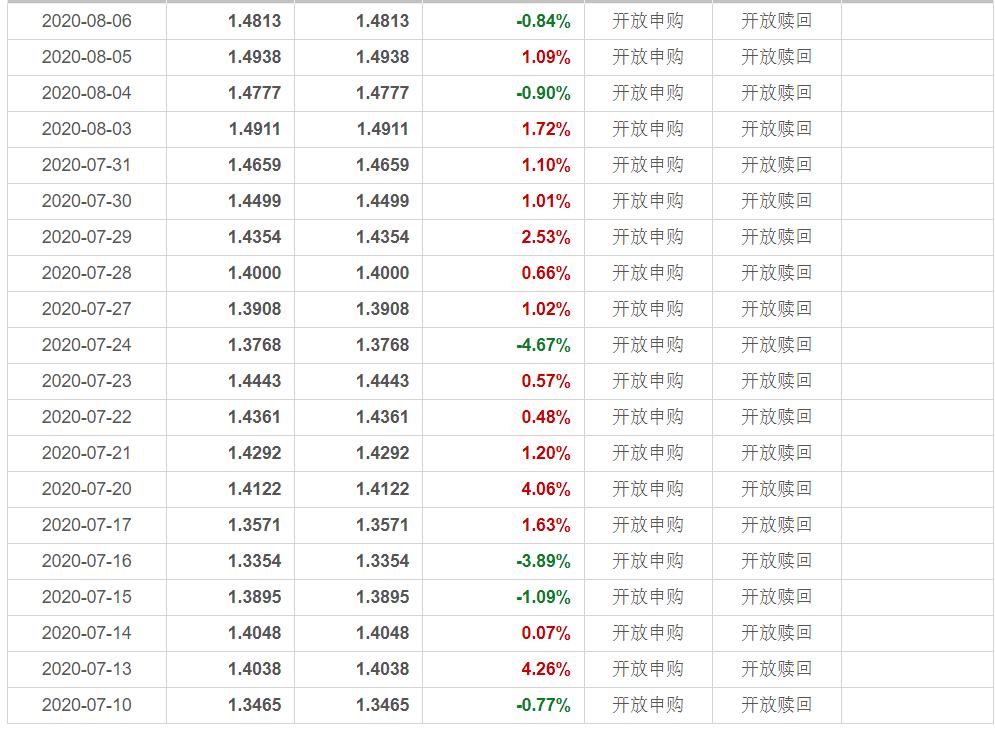 2020-08-06 1.4813 1.4813 -0.84% 开放申购 开放赎回
2020-08-05 1.4938 1.4938 1.09% 开放申购 开放赎回
2020-08-04 1.4777 1.4777 -0.90% 开放申购 开放赎回
2020-08-03 1.4911 1.4911 1.72% 开放申购 开放赎回
2020-07-31 1.4659 1.4659 1.10% 开放申购 开放赎回
2020-07-30 1.4499 1.4499 1.01% 开放申购 开放赎回
2020-07-29 1.4354 1.4354 2.53% 开放申购 开放赎回
2020-07-28 1.4000 1.4000 0.66% 开放申购 开放赎回
2020-07-27 1.3908 1.3908 1.02% 开放申购 开放赎回
2020-07-24 1.3768 1.3768 -4.67% 开放申购 开放赎回
2020-07-23 1.4443 1.4443 0.57% 开放申购 开放赎回
2020-07-22 1.4361 1.4361 0.48% 开放申购 开放赎回
2020-07-21 1.4292 1.4292 1.20% 开放申购 开放赎回
2020-07-20 1.4122 1.4122 4.06% 开放申购 开放赎回
2020-07-17 1.3571 1.3571 1.63% 开放申购 开放赎回
2020-07-16 1.3354 1.3354 -3.89% 开放申购 开放赎回
2020-07-15 1.3895 1.3895 -1.09% 开放申购 开放赎回
2020-07-14 1.4048 1.4048 0.07% 开放申购 开放赎回
2020-07-13 1.4038 1.4038 4.26% 开放申购 开放赎回
2020-07-10 1.3465 1.3465 -0.77% 开放申购 开放赎回